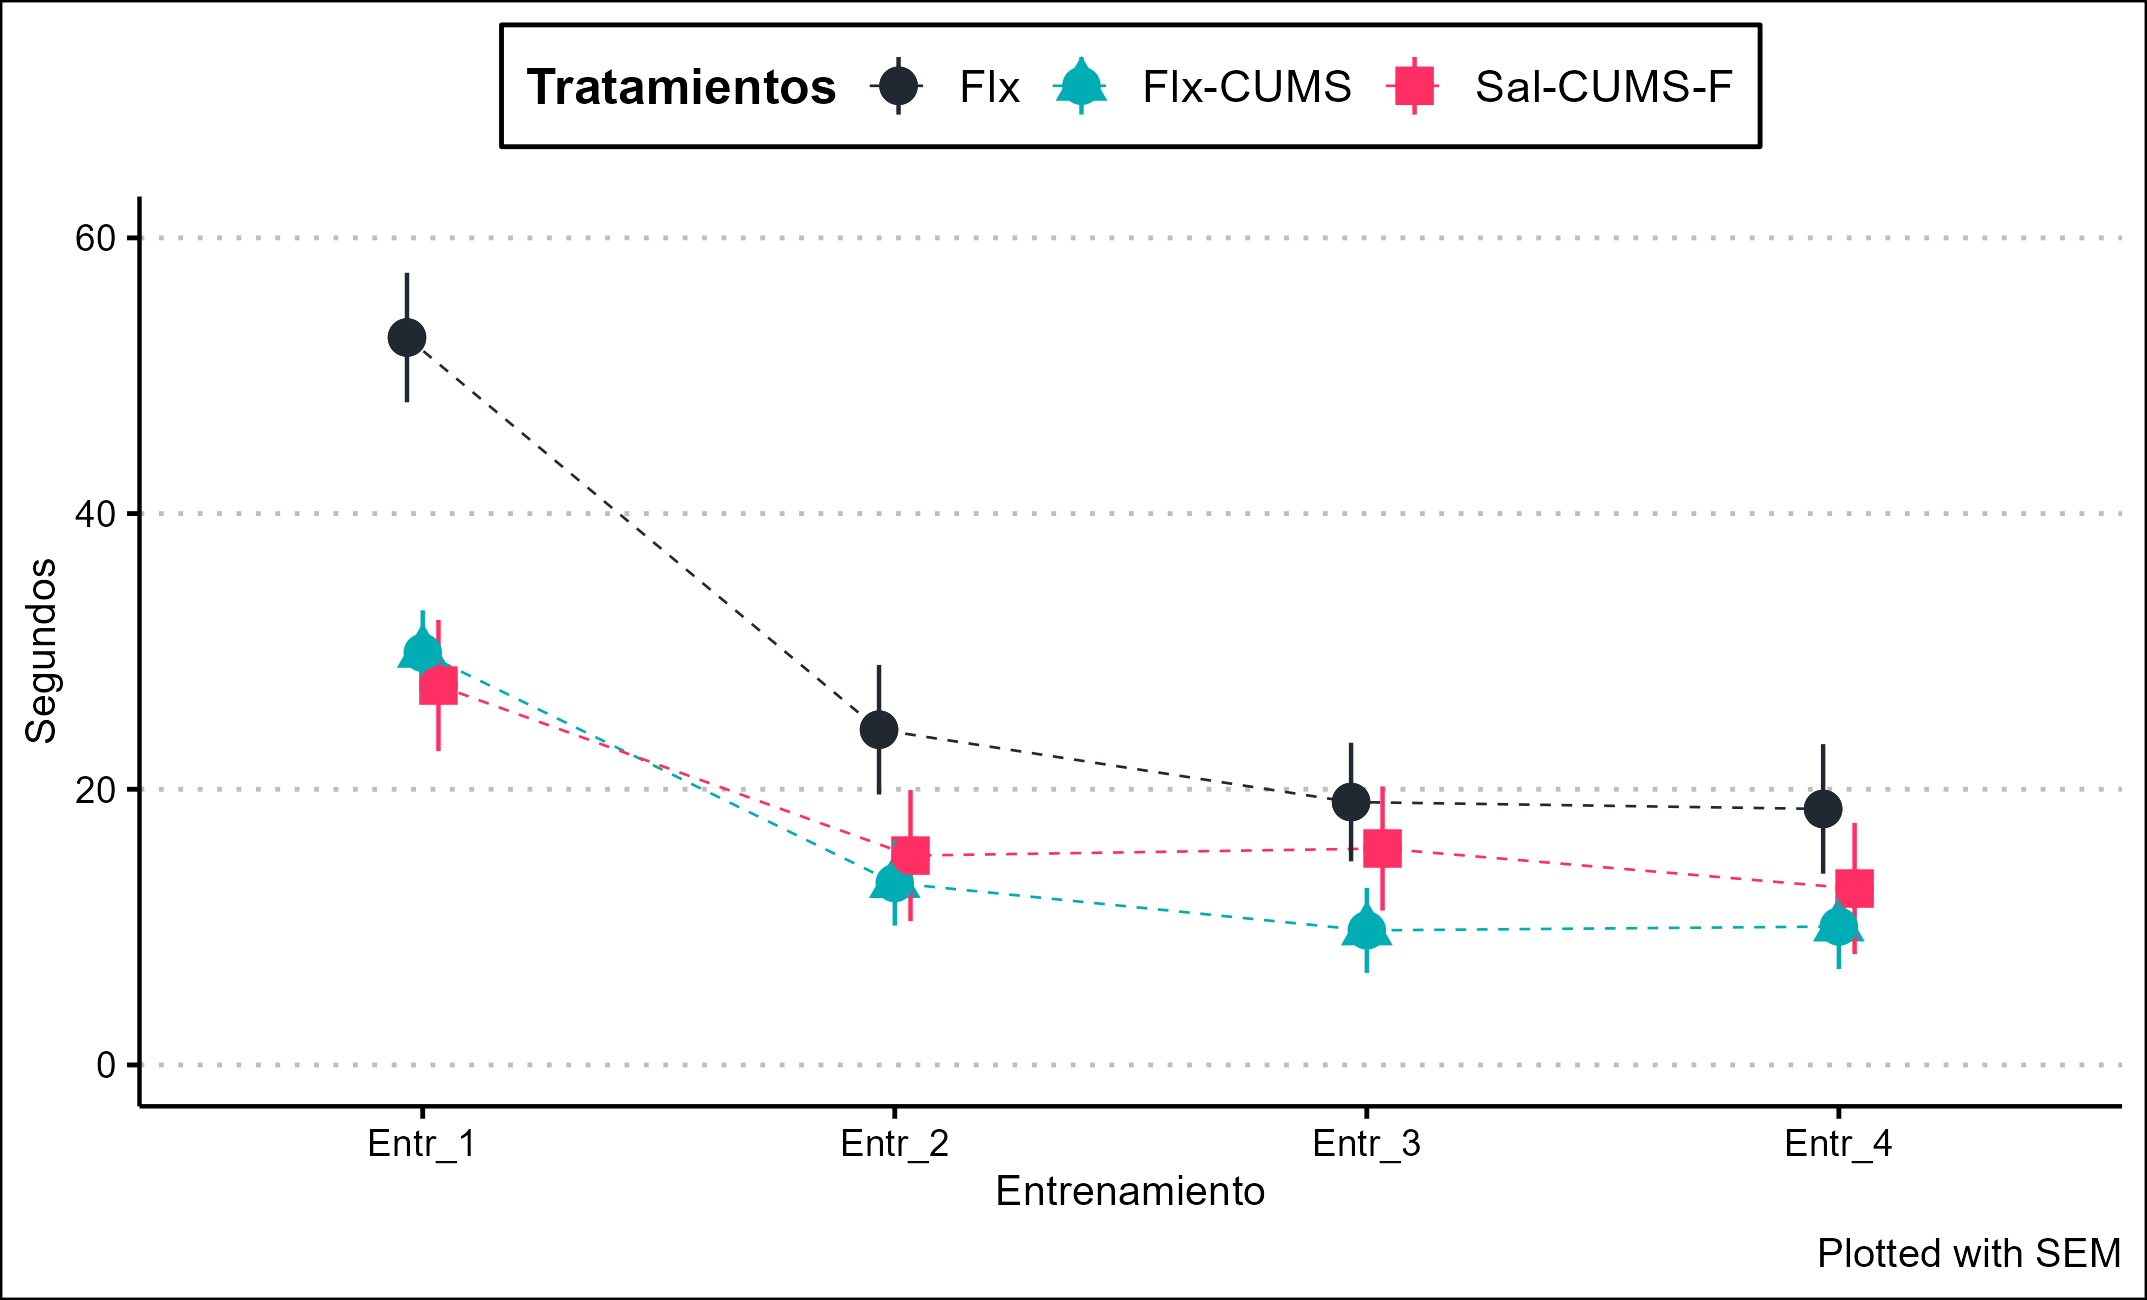 Tratamientos Flx Flx-CUMS Sal-CUMS-F
60
40
20
0
Segundos
Entr_1 Entr_2 Entr_3 Entr_4
Entrenamiento
Plotted with SEM